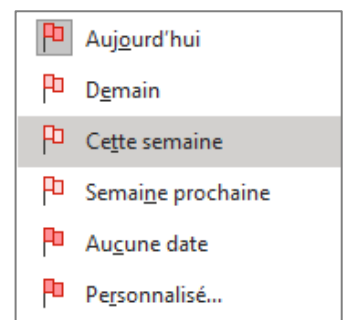 Aujourd'hui
Demain
Cette semaine
Semaine prochaine
Aucune date
Personnalisé...